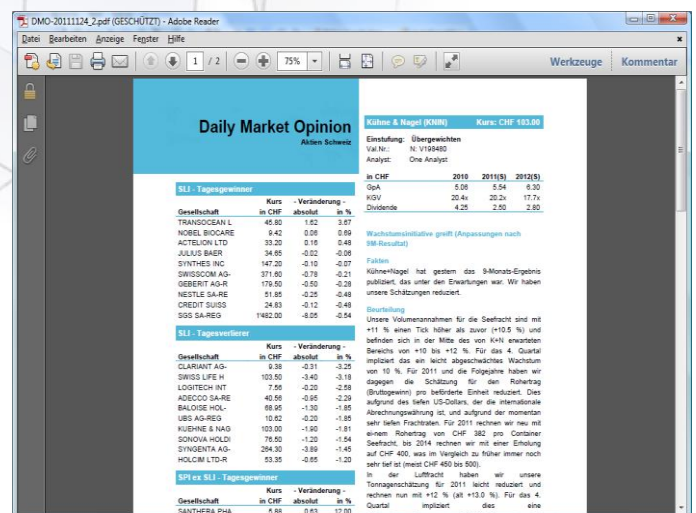 DMO-20111124_2.pdf (GESCHÜTZT) - Adobe Reader
Datei Bearbeiten Anzeige Fenster Hilfe
1 / 2 75% Werkzeuge Kommentar
Daily Market Opinion
Aktien Schweiz
SLI - Tagesgewinner
Kurs - Veränderung -
Gesellschaft in CHF absolut in %
TRANSOCEAN L 45.80 1.62 3.67
NOBEL BIOCARE 9.42 0.06 0.69
ACTELION LTD 33.20 0.16 0.48
JULIUS BAER 34.65 -0.02 -0.06
SYNTHES INC 147.20 -0.10 -0.07
SWISSCOM AG- 371.60 -0.78 -0.21
GEBERIT AG-R 179.50 -0.50 -0.28
NESTLE SA-RE 51.85 -0.25 -0.48
CREDIT SUISS 24.83 -0.12 -0.48
SGS SA-REG 1'482.00 -8.05 -0.54
SLI - Tagesverlierer
Kurs - Veränderung -
Gesellschaft in CHF absolut in %
CLARIANT AG- 9.38 -0.31 -3.25
SWISS LIFE H 103.50 -3.40 -3.18
LOGITECH INT 7.56 -0.20 -2.58
ADECCO SA-RE 40.56 -0.95 -2.29
BALOISE HOL- 68.95 -1.30 -1.85
UBS AG-REG 10.62 -0.20 -1.85
KUEHNE & NAG 103.00 -1.90 -1.81
SONOVA HOLDI 76.50 -1.20 -1.54
SYNGENTA AG- 264.30 -3.89 -1.45
HOLCIM LTD-R 53.35 -0.65 -1.20
SPI ex SLI - Tagesgewinner
Kurs - Veränderung -
Gesellschaft in CHF absolut in %
SANTHERA PHA 5.88 0.63 12.00
Kühne & Nagel (KNIN) Kurs: CHF 103.00
Einstufung: Übergewichten
Val.Nr.: N: V198480
Analyst: One Analyst
in CHF 2010 2011(S) 2012(S)
GpA 5.06 5.54 6.30
KGV 20.4x 20.2x 17.7x
Dividende 4.25 2.50 2.80
Wachstumsinitiative greift (Anpassungen nach
9M-Resultat)
Fakten
Kühne+Nagel hat gestern das 9-Monats-Ergebnis
publiziert, das unter den Erwartungen war. Wir haben
unsere Schätzungen reduziert.
Beurteilung
Unsere Volumenannahmen für die Seefracht sind mit
+11 % einen Tick höher als zuvor (+10.5 %) und
befinden sich in der Mitte des von K+N erwarteten
Bereichs von +10 bis +12 %. Für das 4. Quartal
impliziert das ein leicht abgeschwächtes Wachstum
von 10 %. Für 2011 und die Folgejahre haben wir
dagegen die Schätzung für den Rohertrag
(Bruttogewinn) pro beförderte Einheit reduziert. Dies
aufgrund des tiefen US-Dollars, der die internationale
Abrechnungswährung ist, und aufgrund der momentan
sehr tiefen Frachtraten. Für 2011 rechnen wir neu mit
ei-nem Rohertrag von CHF 382 pro Container
Seefracht, bis 2014 rechnen wir mit einer Erholung
auf CHF 400, was im Vergleich zu früher immer noch
sehr tief ist (meist CHF 450 bis 500).
In der Luftfracht haben wir unsere
Tonnagenschätzung für 2011 leicht reduziert und
rechnen nun mit +12 % (alt +13.0 %). Für das 4.
Quartal impliziert dies eine